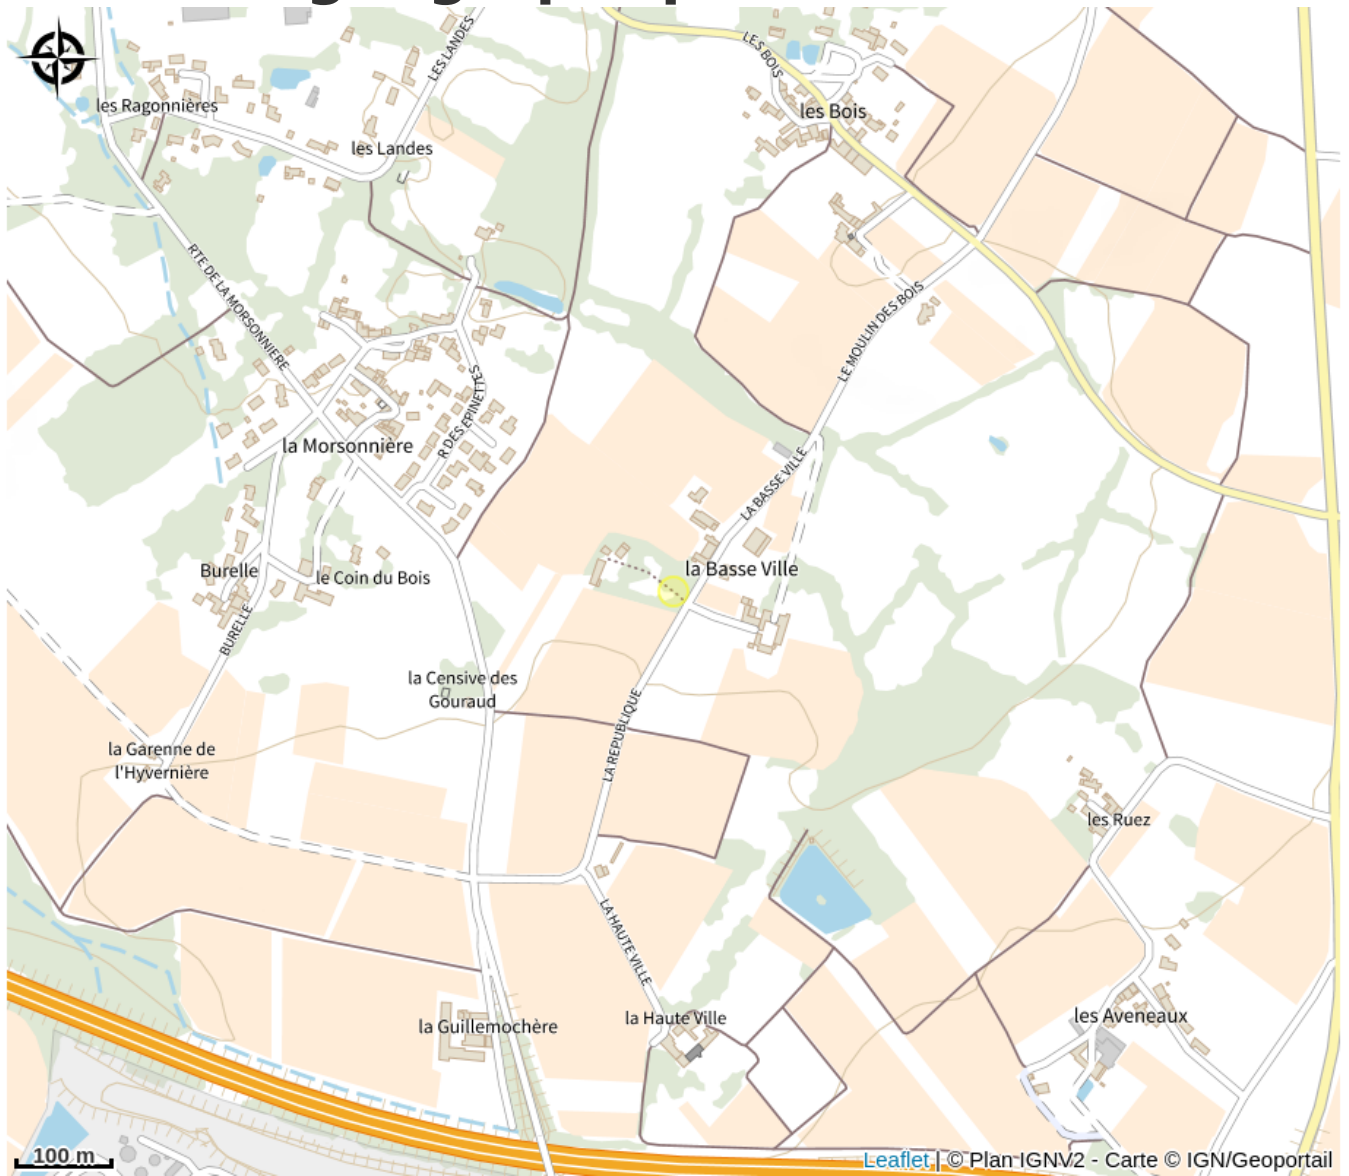 LES LANDES
LES BOIS
les Ragonnières
les Bois
les Landes
RTE DE LA MORSONNIERE
LE MOULIN DES BOIS
R DES EPINETTES
la Morsonnière
LA BASSE VILLE
Burelle
le Coin du Bois
la Basse Ville
BURELLE
la Censive des
Gouraud
LA REPUBLIQUE
la Garenne de
l'Hyvernière
les Ruez
LA HAUTE VILLE
la Guillemochère
la Haute Ville
les Aveneaux
100 m
Leaflet | © Plan IGNV2 - Carte © IGN/Geoportail